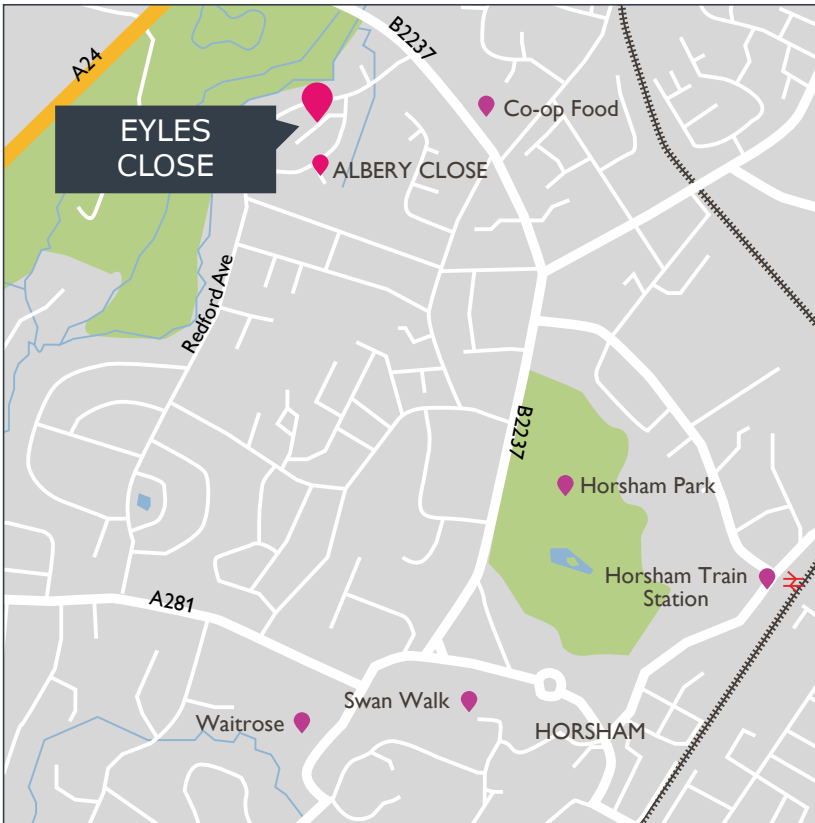 B2237
A24
Co-op Food
EYLES
CLOSE
ALBERY CLOSE
Redford Ave
B2237
Horsham Park
Horsham Train
Station
A281
Swan Walk
Waitrose
HORSHAM